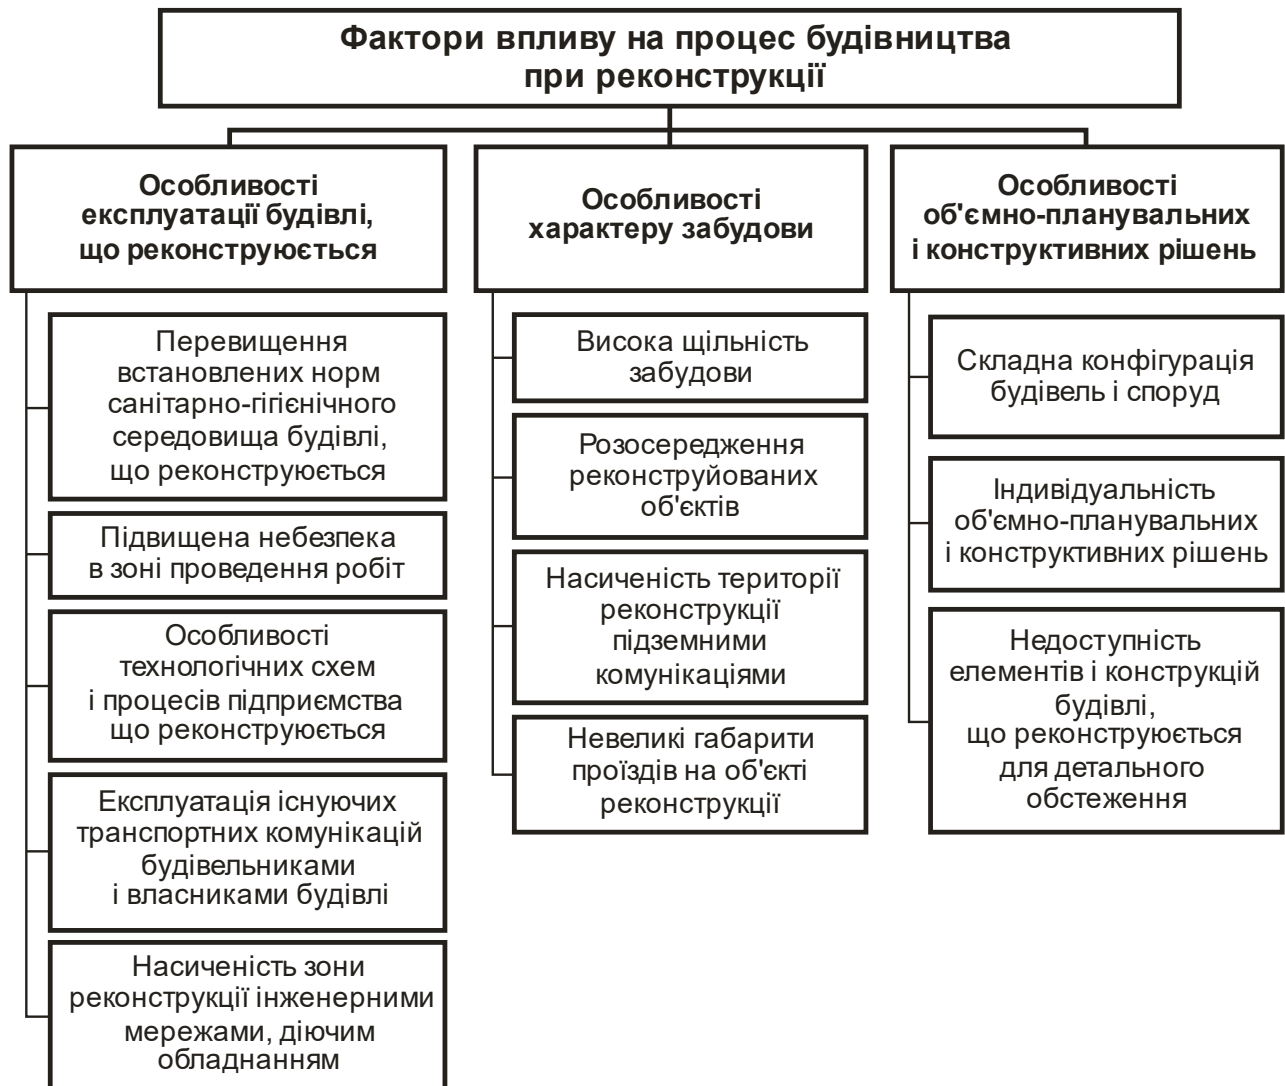 Фактори впливу на процес будівництва
при реконструкції
Особливості
експлуатації будівлі,
що реконструюється
Перевищення
встановлених норм
санітарно-гігієнічного
середовища будівлі,
що реконструюється
Підвищена небезпека
в зоні проведення робіт
Особливості
технологічних схем
і процесів підприємства
що реконструюється
Експлуатація існуючих
транспортних комунікацій
будівельниками
і власниками будівлі
Насиченість зони
реконструкції інженерними
мережами, діючим
обладнанням
Особливості
характеру забудови
Висока щільність
забудови
Розосередження
реконструйованих
об'єктів
Насиченість території
реконструкції
підземними
комунікаціями
Невеликі габарити
проїздів на об'єкті
реконструкції
Особливості
об'ємно-планувальних
і конструктивних рішень
Складна конфігурація
будівель і споруд
Індивідуальність
об'ємно-планувальних
і конструктивних рішень
Недоступність
елементів і конструкцій
будівлі,
що реконструюється
для детального
обстеження